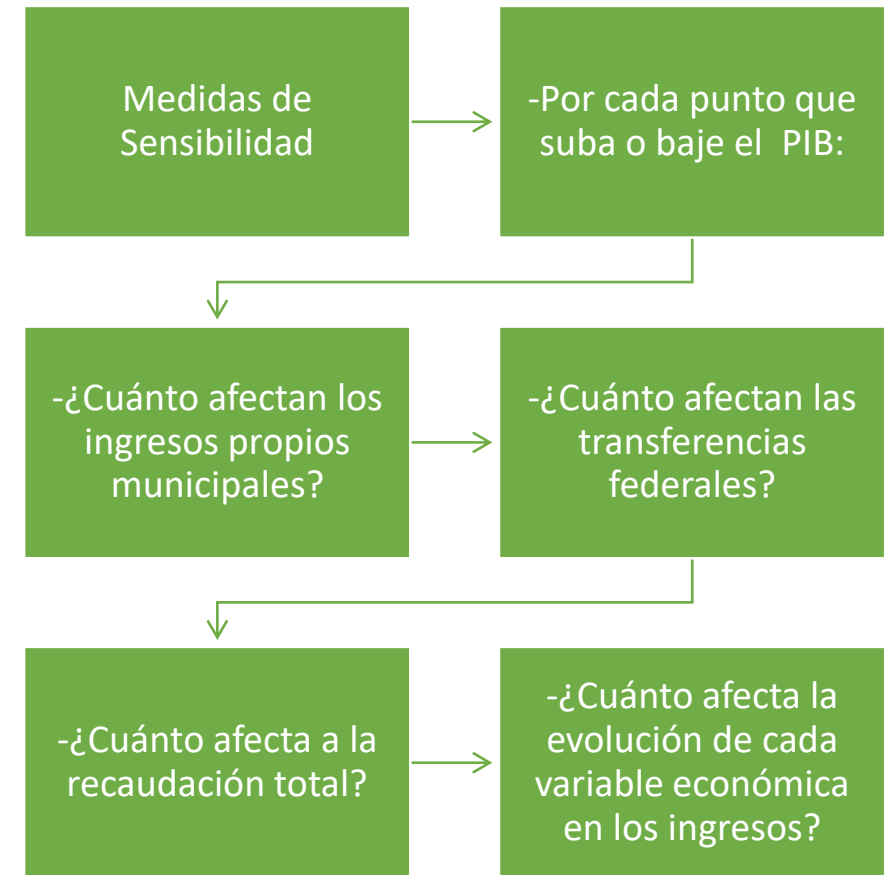 Medidas de
Sensibilidad
-Por cada punto que
suba o baje el PIB:
-¿Cuánto afectan los
ingresos propios
municipales?
-¿Cuánto afectan las
transferencias
federales?
-¿Cuánto afecta a la
recaudación total?
-¿Cuánto afecta la
evolución de cada
variable económica
en los ingresos?